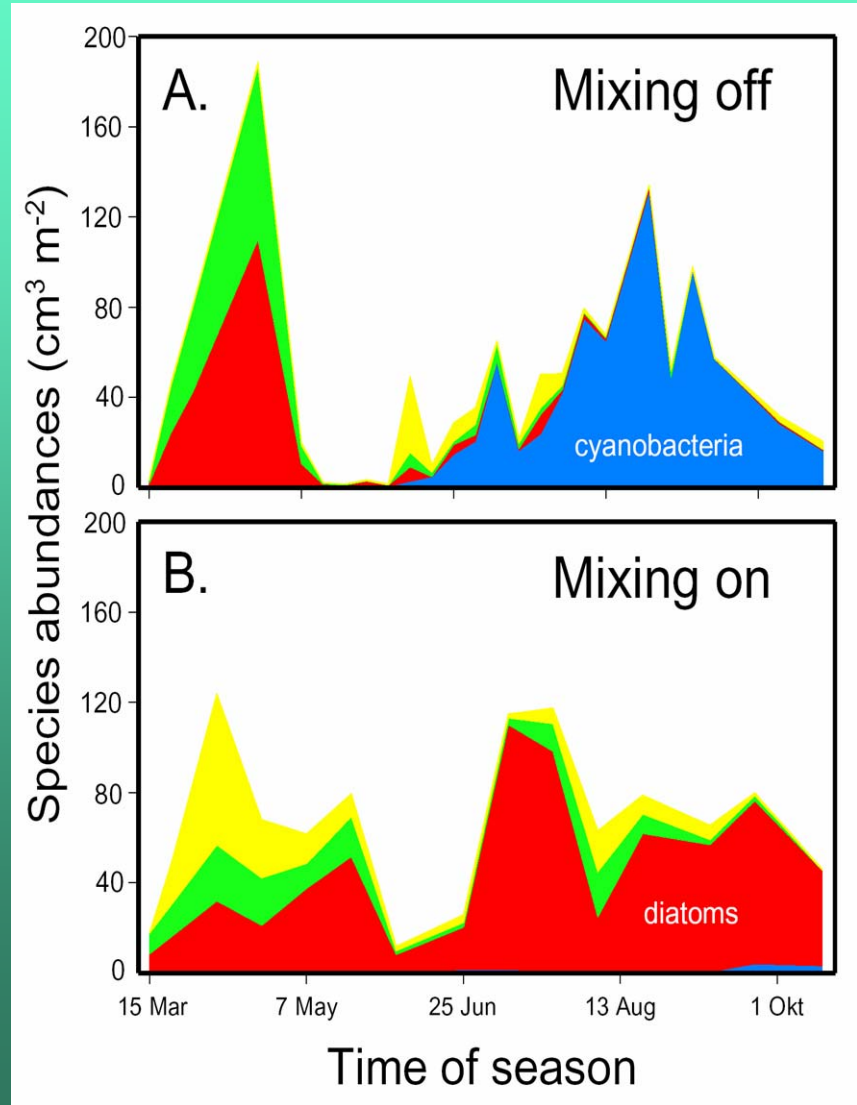 Species abundances (cm³ m⁻²)
A.
Mixing off
200
160
120
80
40
0
cyanobacteria
B.
Mixing on
200
160
120
80
40
0
diatoms
15 Mar
7 May
25 Jun
13 Aug
1 Okt
Time of season